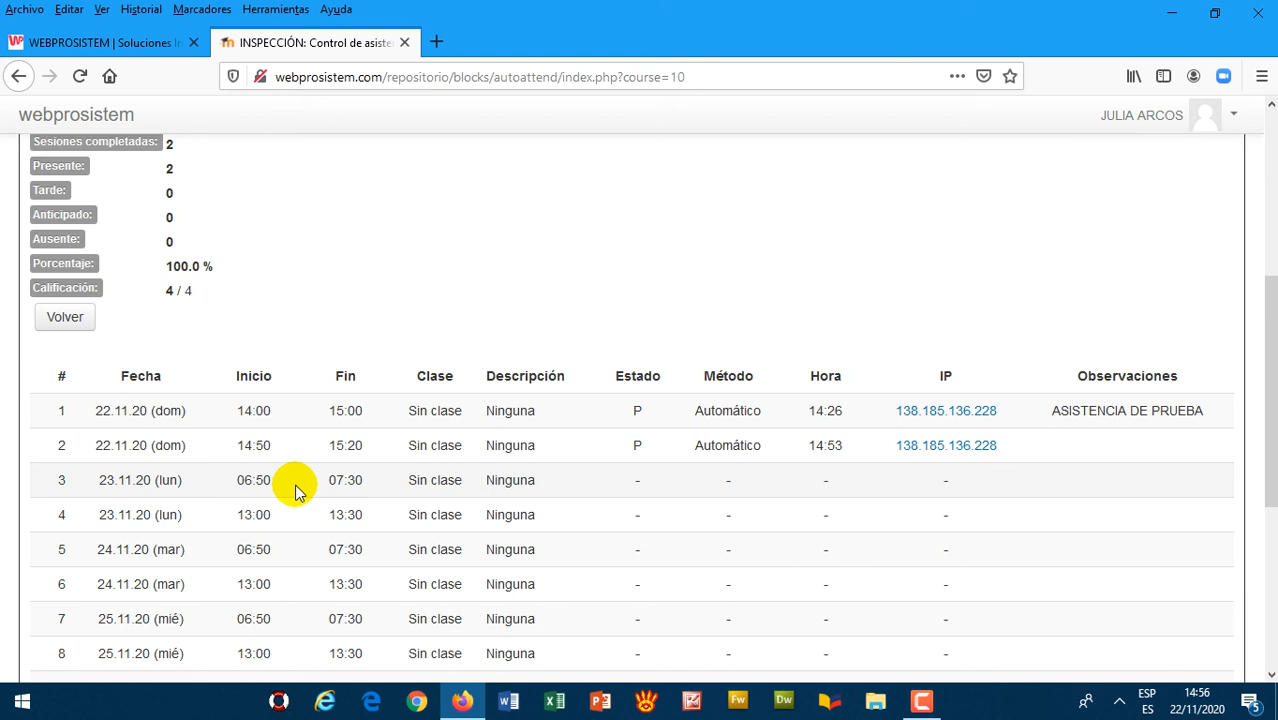 Archivo Editar Ver Historial Marcadores Herramientas Ayuda
WEBPROSISTEM | Soluciones In
INSPECCIÓN: Control de asiste
webprosistem.com/repositorio/blocks/autoattend/index.php?course=10
webprosistem
JULIA ARCOS
Sesiones completadas: 2
Presente: 2
Tarde: 0
Anticipado: 0
Ausente: 0
Porcentaje: 100.0 %
Calificación: 4 / 4
Volver
# Fecha Inicio Fin Clase Descripción Estado Método Hora IP Observaciones
1 22.11.20 (dom) 14:00 15:00 Sin clase Ninguna P Automático 14:26 138.185.136.228 ASISTENCIA DE PRUEBA
2 22.11.20 (dom) 14:50 15:20 Sin clase Ninguna P Automático 14:53 138.185.136.228
3 23.11.20 (lun) 06:50 07:30 Sin clase Ninguna - - - -
4 23.11.20 (lun) 13:00 13:30 Sin clase Ninguna - - - -
5 24.11.20 (mar) 06:50 07:30 Sin clase Ninguna - - - -
6 24.11.20 (mar) 13:00 13:30 Sin clase Ninguna - - - -
7 25.11.20 (mié) 06:50 07:30 Sin clase Ninguna - - - -
8 25.11.20 (mié) 13:00 13:30 Sin clase Ninguna - - - -
Fw
Dw
ESP
ES
14:56
22/11/2020
5